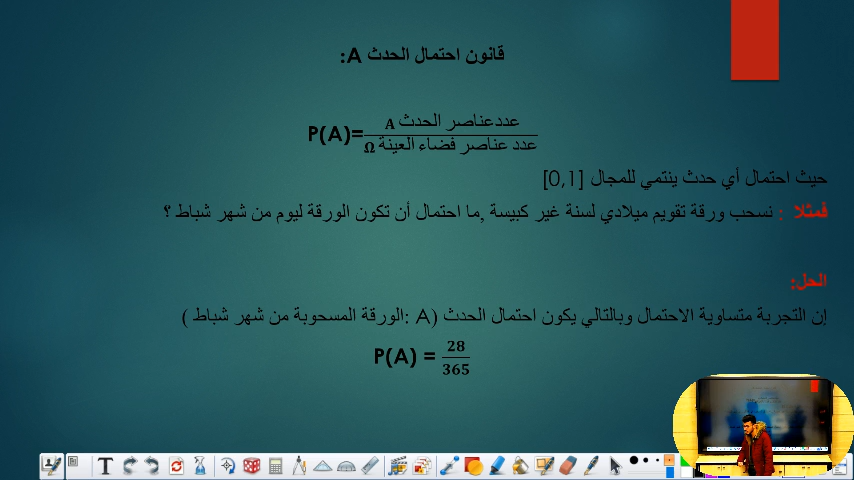 قانون احتمال الحدث A:
P(A)= عددعناصر الحدث A
عدد عناصر فضاء العينة Ω
حيث احتمال أي حدث ينتمي للمجال [0,1]
فمثلا : نسحب ورقة تقويم ميلادي لسنة غير كبيسة ,ما احتمال أن تكون الورقة ليوم من شهر شباط ؟
الحل:
إن التجربة متساوية الاحتمال وبالتالي يكون احتمال الحدث (A :الورقة المسحوبة من شهر شباط )
P(A) = 28/365